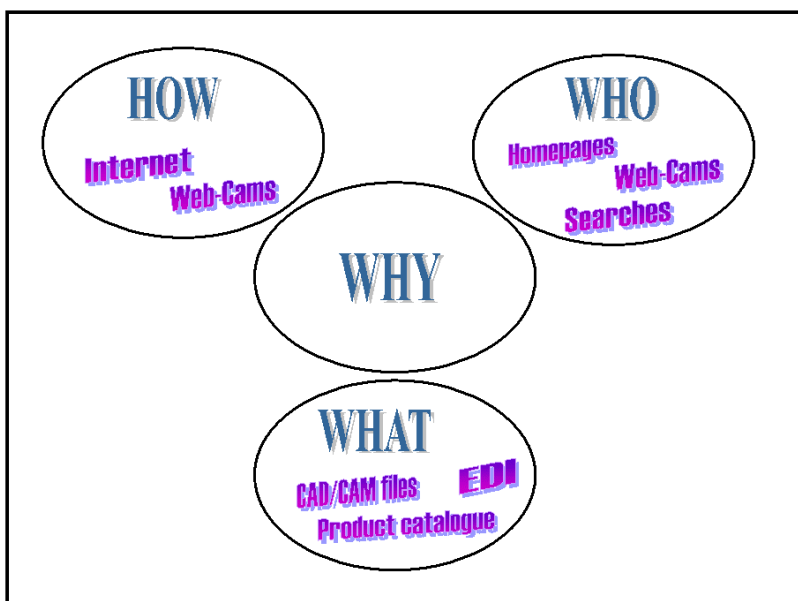 HOW
Internet
Web-Cams
WHO
Homepages
Web-Cams
Searches
WHY
WHAT
CAD/CAM files
EDI
Product catalogue